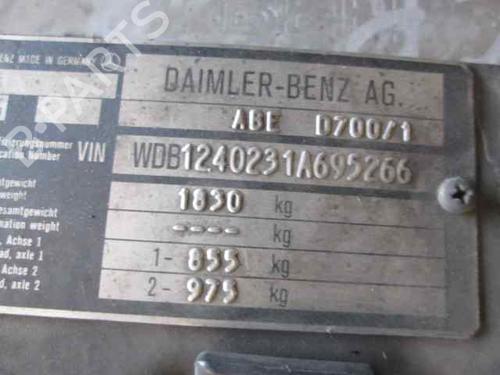 BENZ MADE IN GERMANY
DAIMLER-BENZ AG.
ABE D700/1
VIN WDB1240231A695266
1830 kg
---- kg
1- 855 kg
2- 975 kg
Achse 1
axle 1
Achse 2
axle 2